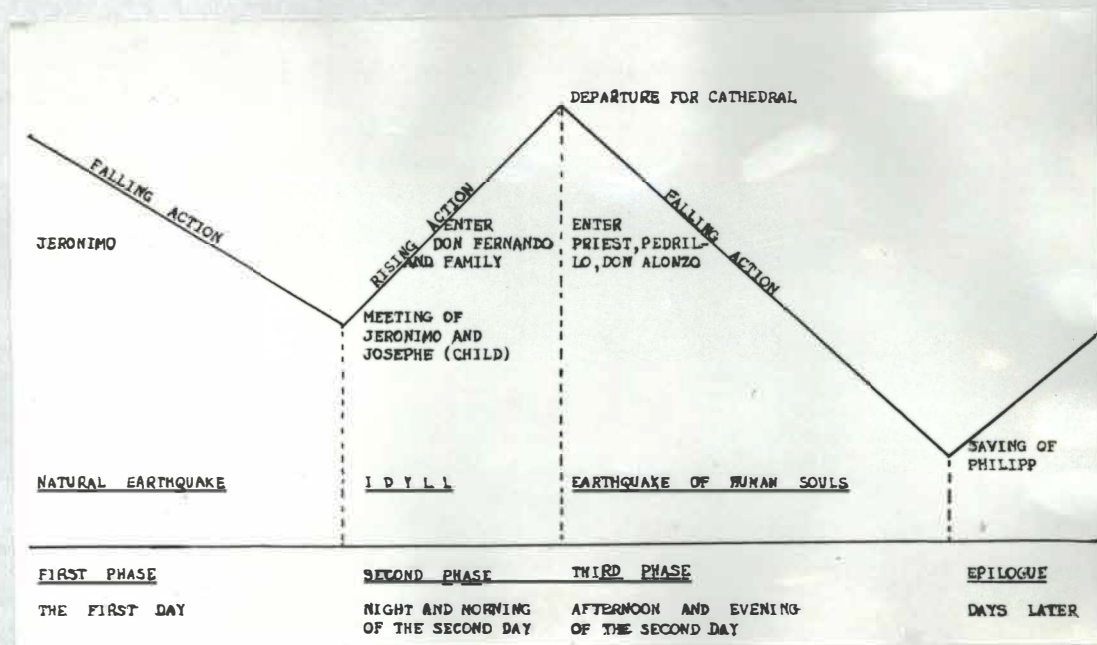 DEPARTURE FOR CATHEDRAL
FALLING ACTION
JERONIMO
RISING ACTION
ENTER
DON FERNANDO
AND FAMILY
ENTER
PRIEST, PEDRIL-
LO, DON ALONZO
FALLING ACTION
MEETING OF
JERONIMO AND
JOSEPHE (CHILD)
SAVING OF
PHILIPP
NATURAL EARTHQUAKE
I D Y L L
EARTHQUAKE OF HUMAN SOULS
FIRST PHASE
THE FIRST DAY
SECOND PHASE
NIGHT AND MORNING
OF THE SECOND DAY
THIRD PHASE
AFTERNOON AND EVENING
OF THE SECOND DAY
EPILOGUE
DAYS LATER